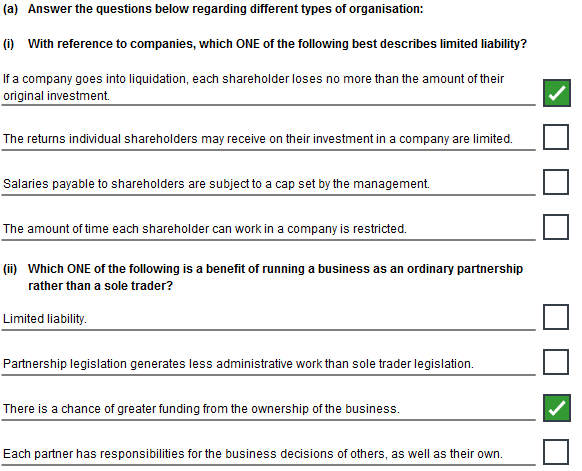 (a) Answer the questions below regarding different types of organisation:
(i) With reference to companies, which ONE of the following best describes limited liability?
If a company goes into liquidation, each shareholder loses no more than the amount of their
original investment.
The returns individual shareholders may receive on their investment in a company are limited.
Salaries payable to shareholders are subject to a cap set by the management.
The amount of time each shareholder can work in a company is restricted.
(ii) Which ONE of the following is a benefit of running a business as an ordinary partnership
rather than a sole trader?
Limited liability.
Partnership legislation generates less administrative work than sole trader legislation.
There is a chance of greater funding from the ownership of the business.
Each partner has responsibilities for the business decisions of others, as well as their own.